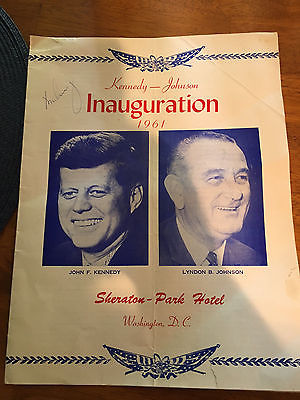 Kennedy — Johnson
Inauguration
1961
JOHN F. KENNEDY
LYNDON B. JOHNSON
Sheraton-Park Hotel
Washington, D. C.